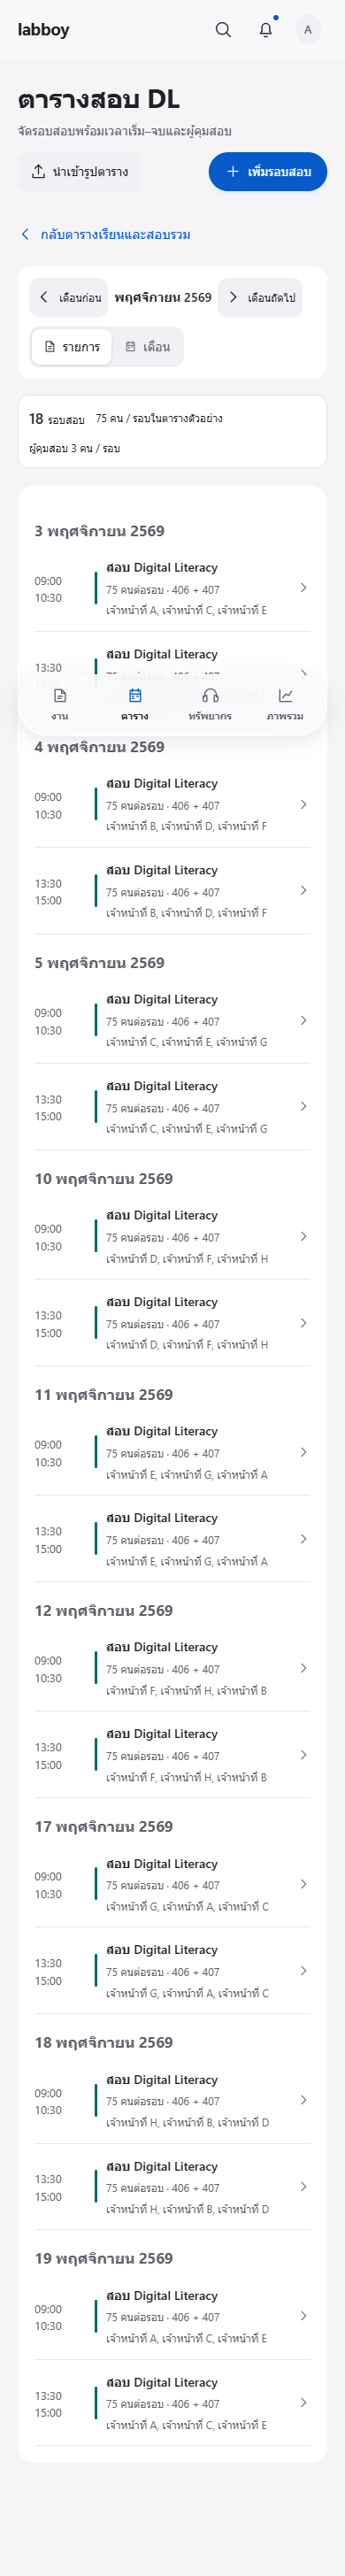 labboy
A
ตารางสอบ DL
จัดรอบสอบพร้อมเวลาเริ่ม–จบและผู้คุมสอบ
นำเข้ารูปตาราง
เพิ่มรอบสอบ
กลับตารางเรียนและสอบรวม
เดือนก่อน
พฤศจิกายน 2569
เดือนถัดไป
รายการ
เดือน
18 รอบสอบ
75 คน / รอบในตารางตัวอย่าง
ผู้คุมสอบ 3 คน / รอบ
3 พฤศจิกายน 2569
09:00
10:30
สอบ Digital Literacy
75 คนต่อรอบ · 406 + 407
เจ้าหน้าที่ A, เจ้าหน้าที่ C, เจ้าหน้าที่ E
13:30
สอบ Digital Literacy
งาน
ตาราง
ทรัพยากร
ภาพรวม
4 พฤศจิกายน 2569
09:00
10:30
สอบ Digital Literacy
75 คนต่อรอบ · 406 + 407
เจ้าหน้าที่ B, เจ้าหน้าที่ D, เจ้าหน้าที่ F
13:30
15:00
สอบ Digital Literacy
75 คนต่อรอบ · 406 + 407
เจ้าหน้าที่ B, เจ้าหน้าที่ D, เจ้าหน้าที่ F
5 พฤศจิกายน 2569
09:00
10:30
สอบ Digital Literacy
75 คนต่อรอบ · 406 + 407
เจ้าหน้าที่ C, เจ้าหน้าที่ E, เจ้าหน้าที่ G
13:30
15:00
สอบ Digital Literacy
75 คนต่อรอบ · 406 + 407
เจ้าหน้าที่ C, เจ้าหน้าที่ E, เจ้าหน้าที่ G
10 พฤศจิกายน 2569
09:00
10:30
สอบ Digital Literacy
75 คนต่อรอบ · 406 + 407
เจ้าหน้าที่ D, เจ้าหน้าที่ F, เจ้าหน้าที่ H
13:30
15:00
สอบ Digital Literacy
75 คนต่อรอบ · 406 + 407
เจ้าหน้าที่ D, เจ้าหน้าที่ F, เจ้าหน้าที่ H
11 พฤศจิกายน 2569
09:00
10:30
สอบ Digital Literacy
75 คนต่อรอบ · 406 + 407
เจ้าหน้าที่ E, เจ้าหน้าที่ G, เจ้าหน้าที่ A
13:30
15:00
สอบ Digital Literacy
75 คนต่อรอบ · 406 + 407
เจ้าหน้าที่ E, เจ้าหน้าที่ G, เจ้าหน้าที่ A
12 พฤศจิกายน 2569
09:00
10:30
สอบ Digital Literacy
75 คนต่อรอบ · 406 + 407
เจ้าหน้าที่ F, เจ้าหน้าที่ H, เจ้าหน้าที่ B
13:30
15:00
สอบ Digital Literacy
75 คนต่อรอบ · 406 + 407
เจ้าหน้าที่ F, เจ้าหน้าที่ H, เจ้าหน้าที่ B
17 พฤศจิกายน 2569
09:00
10:30
สอบ Digital Literacy
75 คนต่อรอบ · 406 + 407
เจ้าหน้าที่ G, เจ้าหน้าที่ A, เจ้าหน้าที่ C
13:30
15:00
สอบ Digital Literacy
75 คนต่อรอบ · 406 + 407
เจ้าหน้าที่ G, เจ้าหน้าที่ A, เจ้าหน้าที่ C
18 พฤศจิกายน 2569
09:00
10:30
สอบ Digital Literacy
75 คนต่อรอบ · 406 + 407
เจ้าหน้าที่ H, เจ้าหน้าที่ B, เจ้าหน้าที่ D
13:30
15:00
สอบ Digital Literacy
75 คนต่อรอบ · 406 + 407
เจ้าหน้าที่ H, เจ้าหน้าที่ B, เจ้าหน้าที่ D
19 พฤศจิกายน 2569
09:00
10:30
สอบ Digital Literacy
75 คนต่อรอบ · 406 + 407
เจ้าหน้าที่ A, เจ้าหน้าที่ C, เจ้าหน้าที่ E
13:30
15:00
สอบ Digital Literacy
75 คนต่อรอบ · 406 + 407
เจ้าหน้าที่ A, เจ้าหน้าที่ C, เจ้าหน้าที่ E